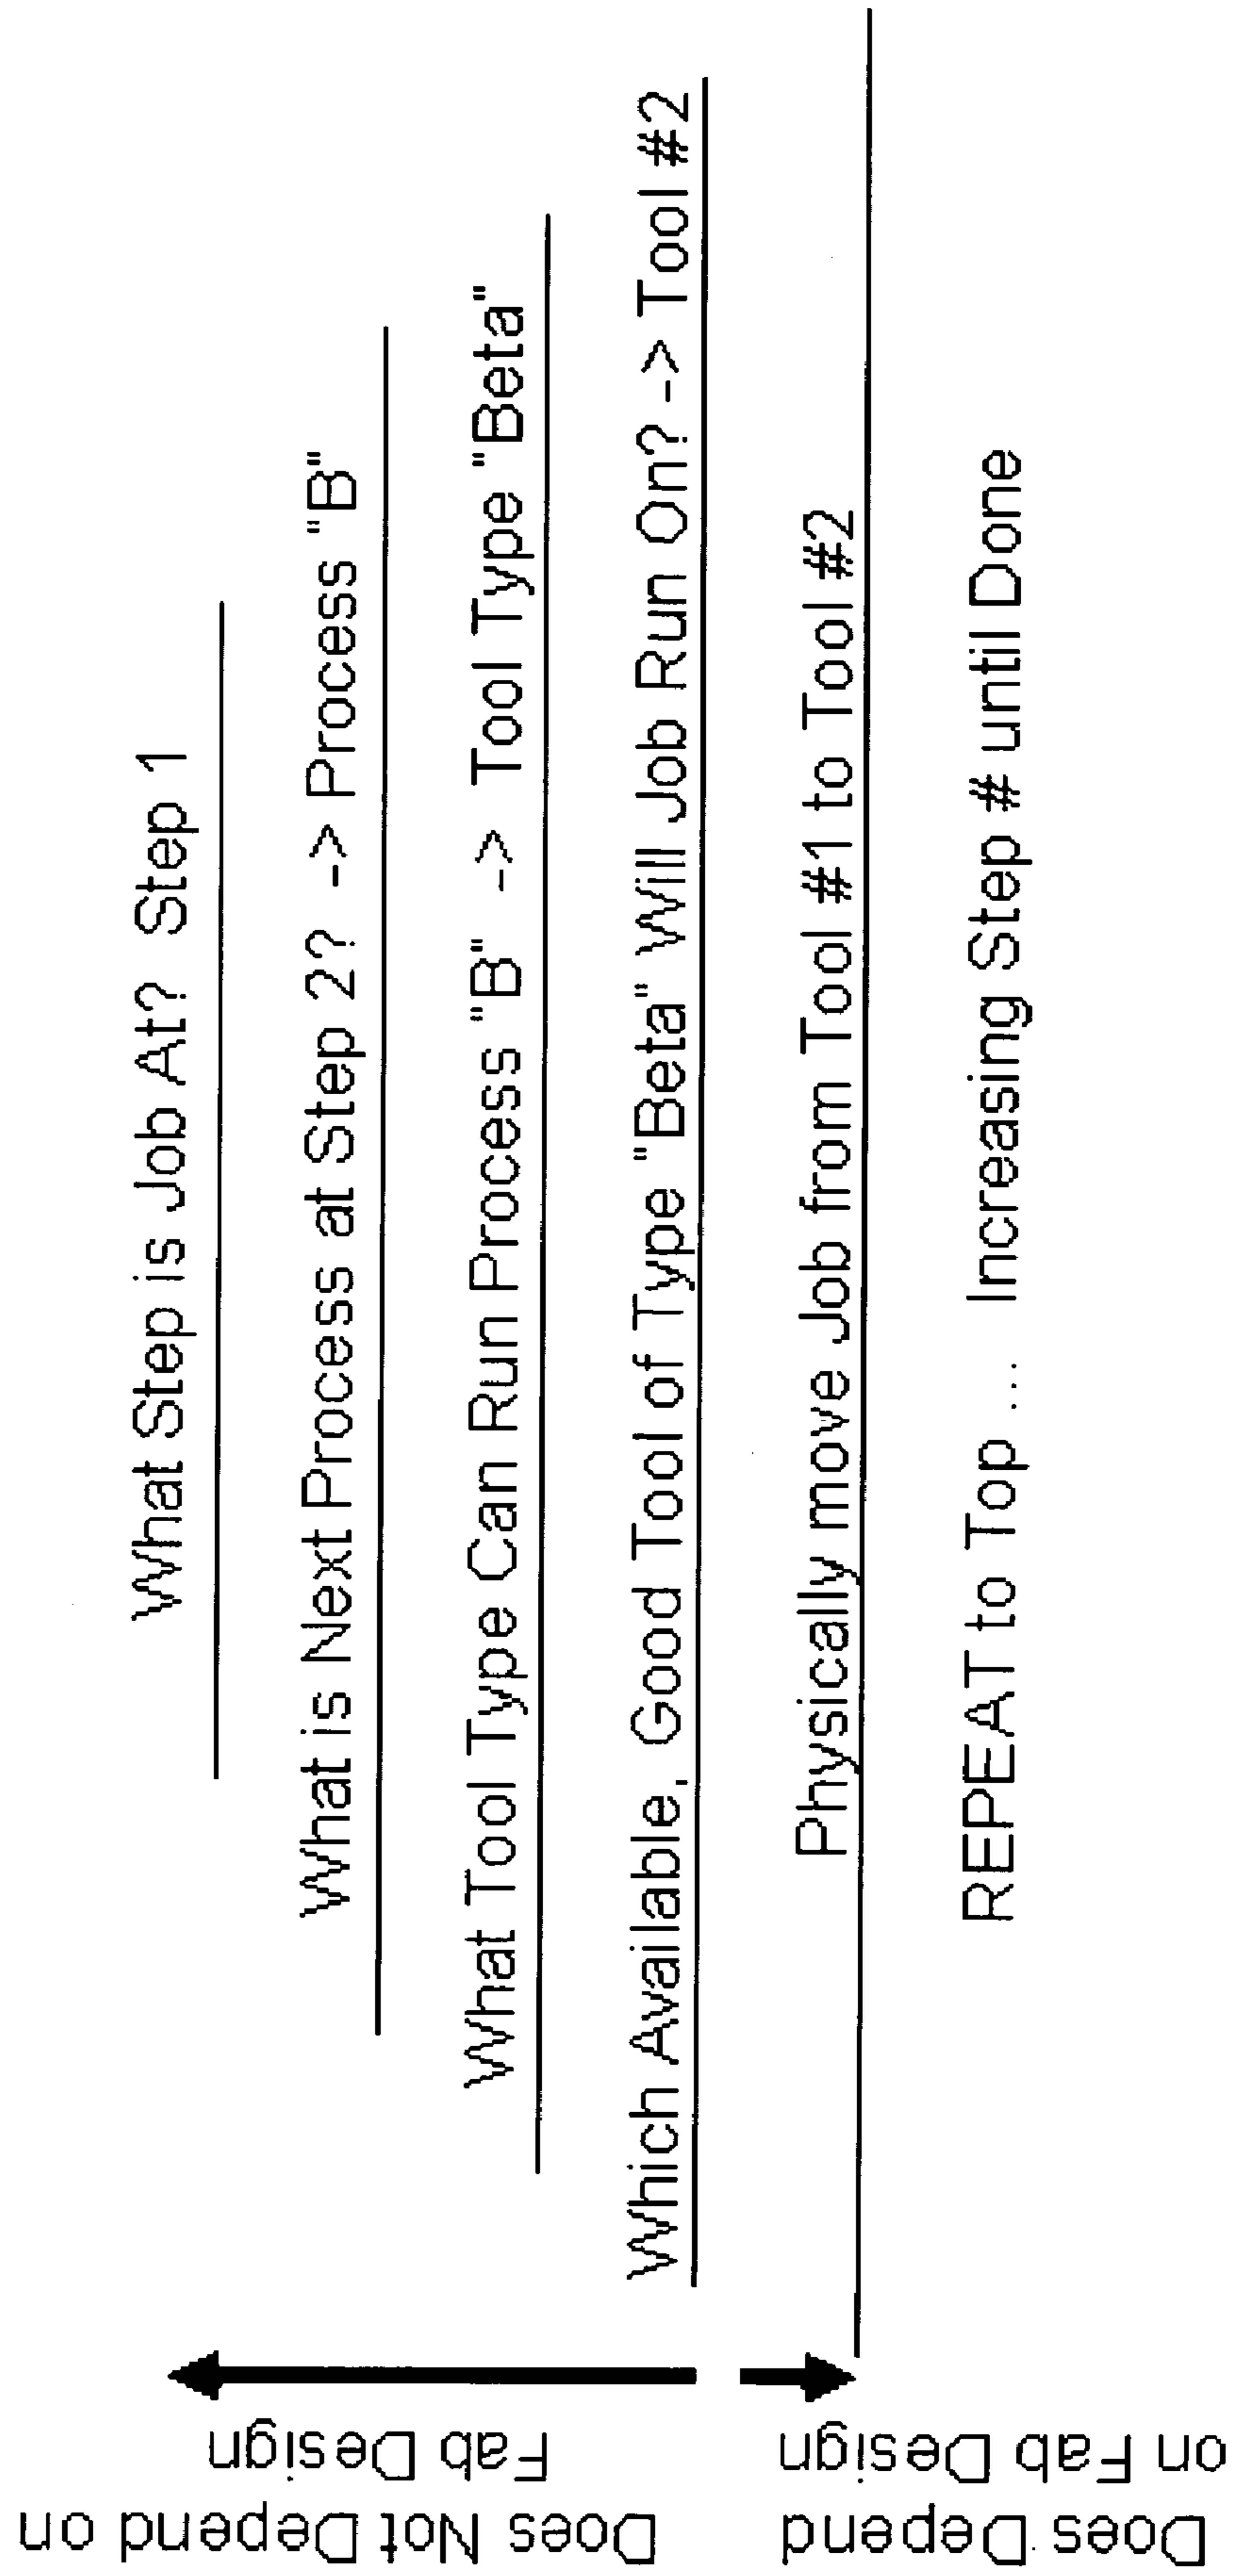 What Step is Job At?  Step 1
What is Next Process at Step 2? -> Process "B"
What Tool Type Can Run Process "B" -> Tool Type "Beta"
Which Available, Good Tool of Type "Beta" Will Job Run On? -> Tool #2
Physically move Job from Tool #1 to Tool #2
REPEAT to Top ... Increasing Step # until Done
Does Not Depend on
Fab Design
Does Depend
on Fab Design